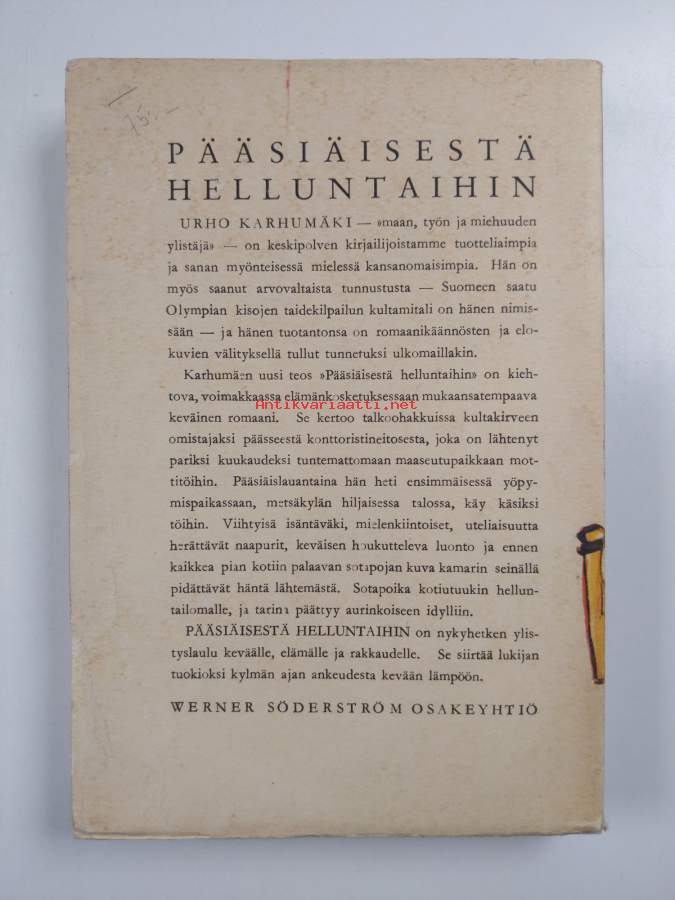 75:-
PÄÄSIÄISESTÄ
HELLUNTAIHIN
URHO KARHUMÄKI — »maan, työn ja miehuuden
ylistäjä» — on keskipolven kirjailijoistamme tuotteliaimpia
ja sanan myönteisessä mielessä kansanomaisimpia. Hän on
myös saanut arvovaltaista tunnustusta — Suomeen saatu
Olympian kisojen taidekilpailun kultamitali on hänen nimis-
sään — ja hänen tuotantonsa on romaanikäännösten ja elo-
kuvien välityksellä tullut tunnetuksi ulkomaillakin.
Karhumäen uusi teos »Pääsiäisestä helluntaihin» on kieh-
tova, voimakkaassa elämänkosketuksessaan mukaansatempaava
Antikvariaatti.net
keväinen romaani. Se kertoo talkoohakkuissa kultakirveen
omistajaksi päässeestä konttoristineitosesta, joka on lähtenyt
pariksi kuukaudeksi tuntemattomaan maaseutupaikkaan mot-
titöihin. Pääsiäislauantaina hän heti ensimmäisessä yöpy-
mispaikassaan, metsäkylän hiljaisessa talossa, käy käsiksi
töihin. Viihtyisä isäntäväki, mielenkiintoiset, uteliaisuutta
herättävät naapurit, keväisen houkutteleva luonto ja ennen
kaikkea pian kotiin palaavan sotapojan kuva kamarin seinällä
pidättävät häntä lähtemästä. Sotapoika kotiutuukin hellun-
tailomalle, ja tarina päättyy aurinkoiseen idylliin.
PÄÄSIÄISESTÄ HELLUNTAIHIN on nykyhetken ylis-
tyslaulu keväälle, elämälle ja rakkaudelle. Se siirtää lukijan
tuokioksi kylmän ajan ankeudesta kevään lämpöön.
WERNER SÖDERSTRÖM OSAKEYHTIÖ